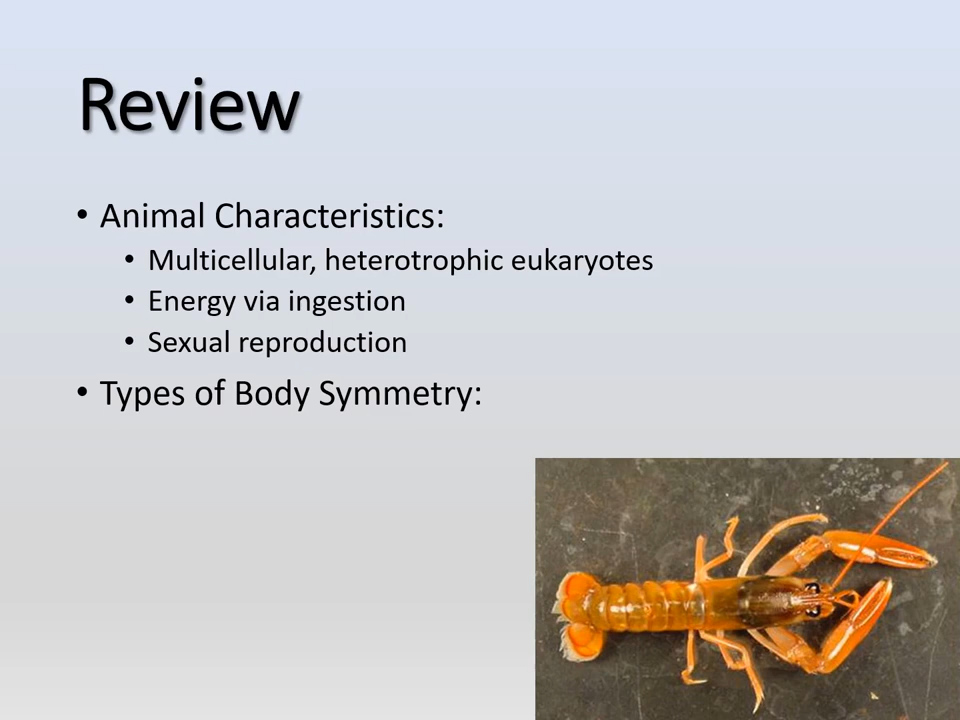 Review
• Animal Characteristics:
• Multicellular, heterotrophic eukaryotes
• Energy via ingestion
• Sexual reproduction
• Types of Body Symmetry: